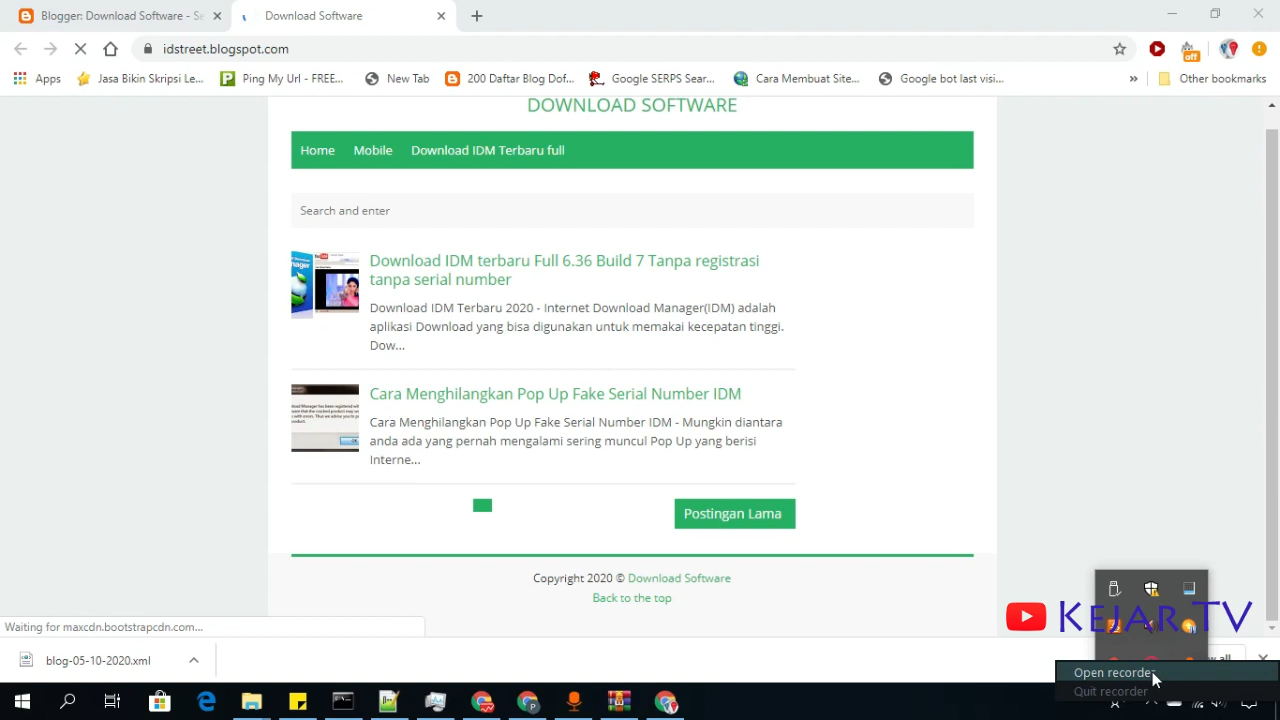 Blogger: Download Software - Se
Download Software
idstreet.blogspot.com
off
Apps
Jasa Bikin Skripsi Le...
Ping My Url - FREE...
New Tab
200 Daftar Blog Dof...
Google SERPS Sear...
Cara Membuat Site...
Google bot last visi...
»
Other bookmarks
DOWNLOAD SOFTWARE
Home
Mobile
Download IDM Terbaru full
Search and enter
Download IDM terbaru Full 6.36 Build 7 Tanpa registrasi
tanpa serial number
Download IDM Terbaru 2020 - Internet Download Manager(IDM) adalah
aplikasi Download yang bisa digunakan untuk memakai kecepatan tinggi.
Dow...
Cara Menghilangkan Pop Up Fake Serial Number IDM
Cara Menghilangkan Pop Up Fake Serial Number IDM - Mungkin diantara
anda ada yang pernah mengalami sering muncul Pop Up yang berisi
Interne...
Postingan Lama
Copyright 2020 © Download Software
Back to the top
KEJAR.TV
Waiting for maxcdn.bootstrapcdn.com...
blog-05-10-2020.xml
Open recorder
Quit recorder